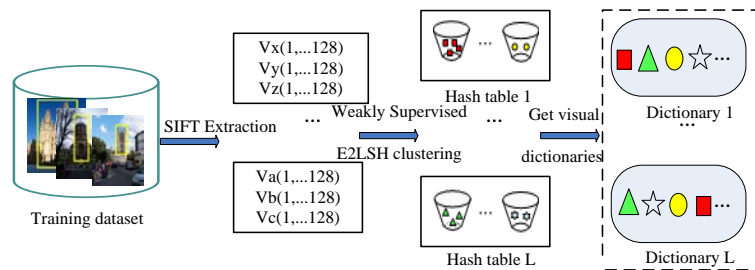 Training dataset
SIFT Extraction
Vx(1,...128)
Vy(1,...128)
Vz(1,...128)
...
Va(1,...128)
Vb(1,...128)
Vc(1,...128)
Weakly Supervised
E2LSH clustering
...
Hash table 1
...
...
Hash table L
Get visual
dictionaries
...
Dictionary 1
...
...
Dictionary L